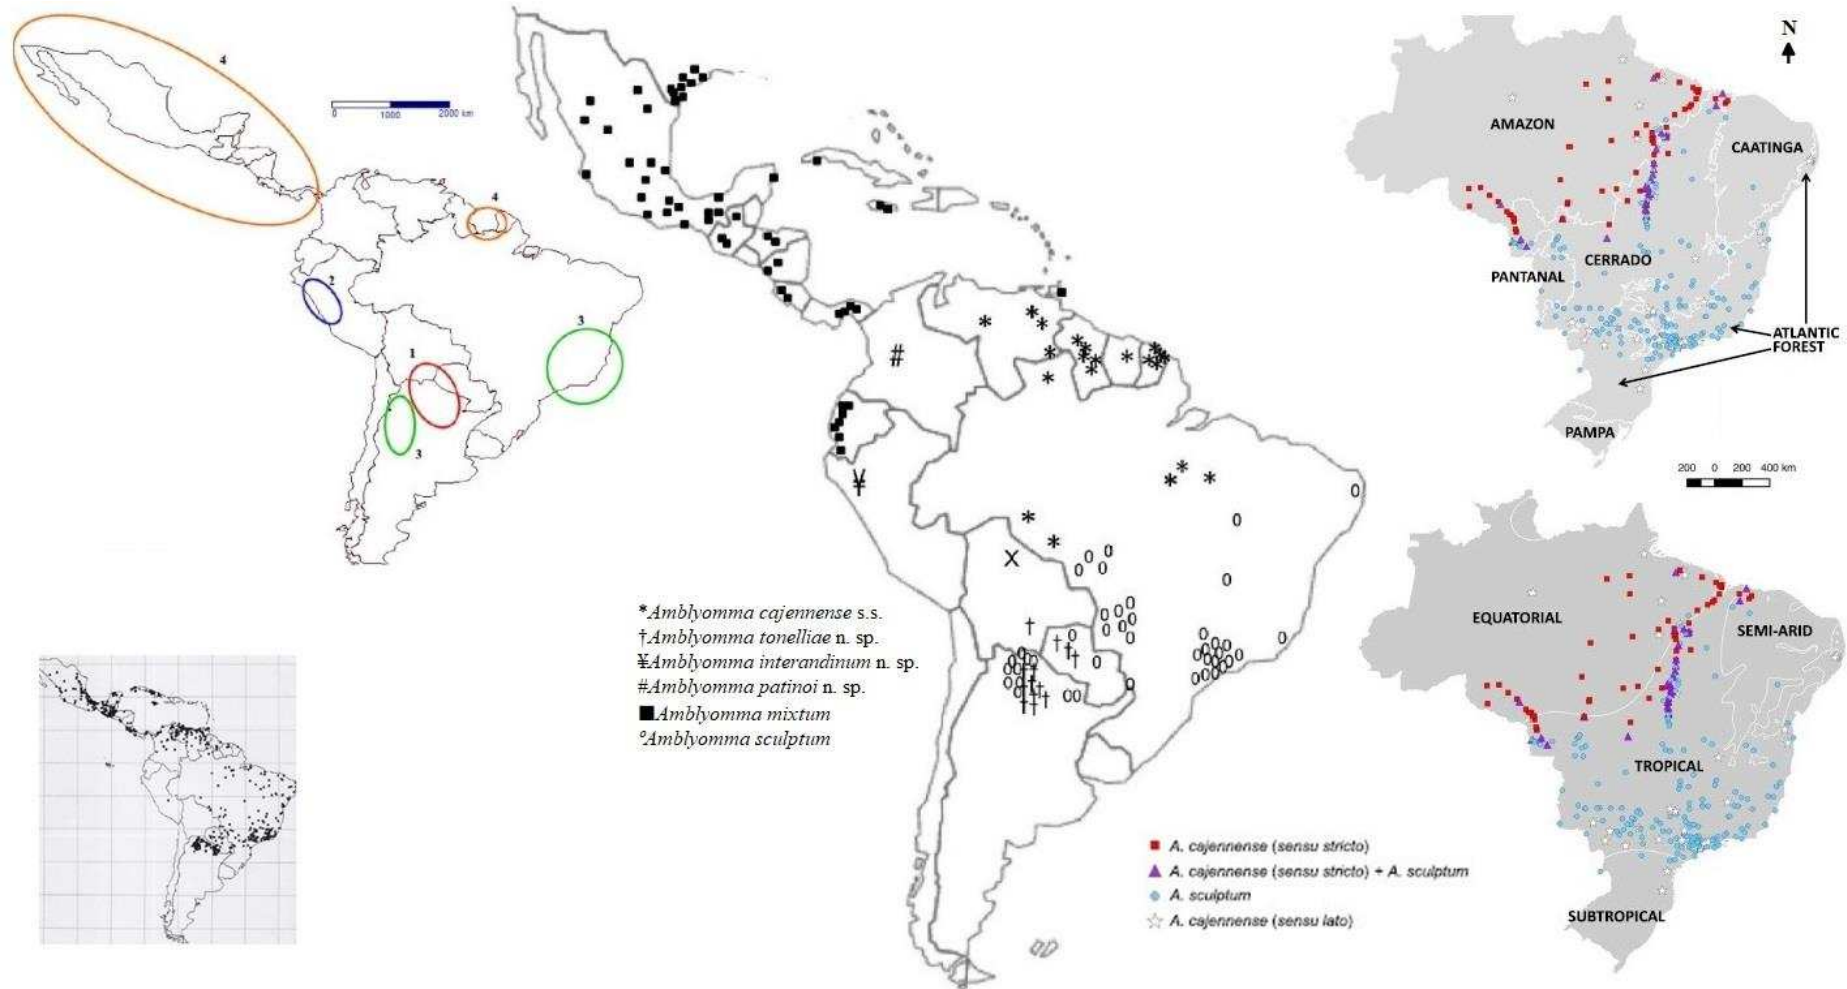 4
0 1000 2000 km
4
2
3
1
3
#
¥
X
*Amblyomma cajennense s.s.
†Amblyomma tonelliae n. sp.
¥Amblyomma interandinum n. sp.
#Amblyomma patinoi n. sp.
■Amblyomma mixtum
°Amblyomma sculptum
N
AMAZON
CAATINGA
CERRADO
PANTANAL
ATLANTIC
FOREST
PAMPA
200 0 200 400 km
EQUATORIAL
SEMI-ARID
TROPICAL
SUBTROPICAL
A. cajennense (sensu stricto)
A. cajennense (sensu stricto) + A. sculptum
A. sculptum
A. cajennense (sensu lato)